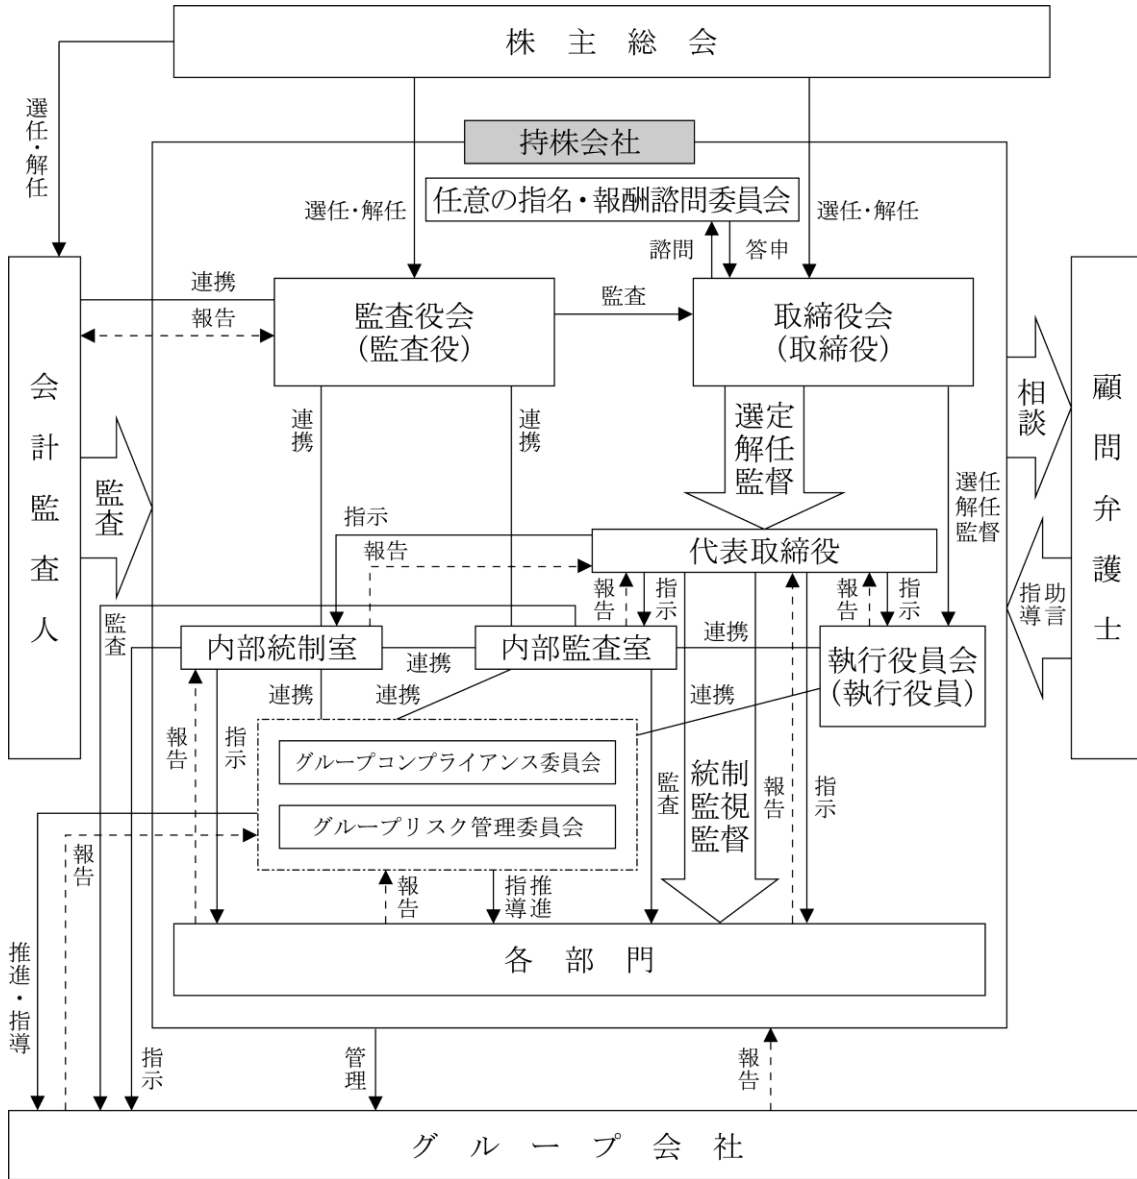 株主総会
選任・解任
持株会社
任意の指名・報酬諮問委員会
選任・解任
選任・解任
諮問
答申
連携
報告
監査役会
(監査役)
監査
取締役会
(取締役)
会計監査人
監査
連携
連携
選定
解任
監督
選任
解任
監督
相談
顧問弁護士
助言
指導
指示
報告
代表取締役
報告
指示
報告
指示
監査
内部統制室
連携
内部監査室
連携
執行役員会
(執行役員)
連携
連携
連携
報告
指示
グループコンプライアンス委員会
グループリスク管理委員会
監査
統制
監視
監督
報告
指示
報告
報告
推進
指導
各部門
推進・指導
指示
管理
報告
グループ会社